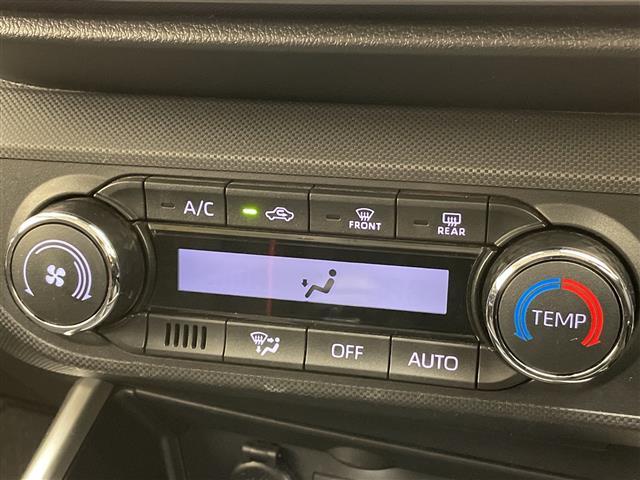 A/C
FRONT
REAR
TEMP
OFF
AUTO